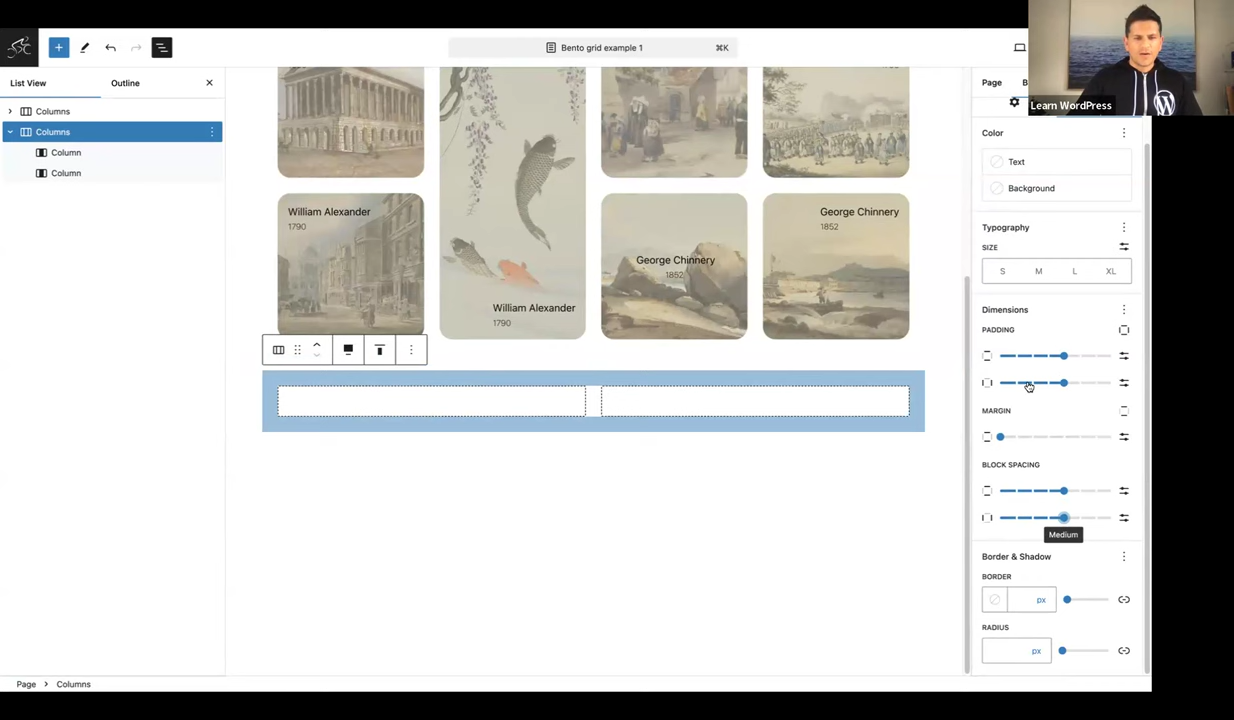 Bento grid example 1
⌘K
Learn WordPress
List View
Outline
Page
B
Columns
Columns
Column
Column
William Alexander
1790
William Alexander
1790
George Chinnery
1852
George Chinnery
1852
Color
Text
Background
Typography
SIZE
S
M
L
XL
Dimensions
PADDING
MARGIN
BLOCK SPACING
Medium
Border & Shadow
BORDER
px
RADIUS
px
Page
Columns